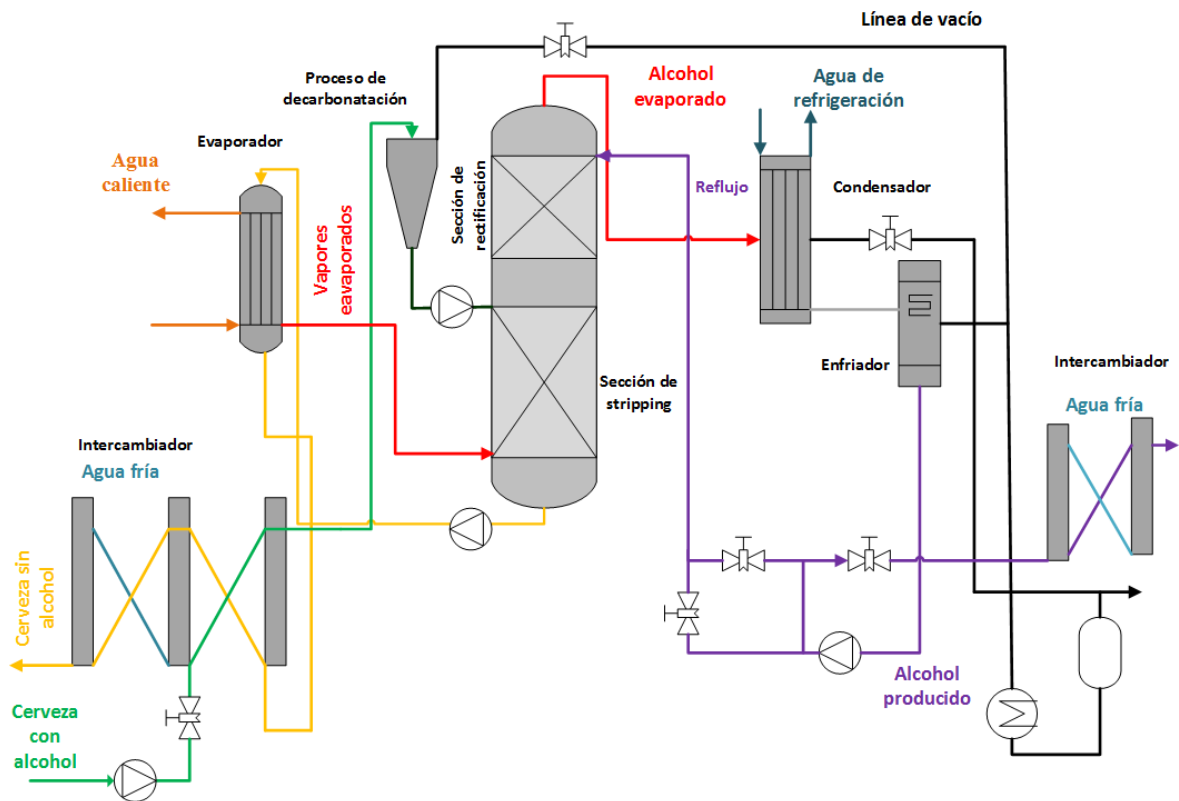 Línea de vacío
Proceso de
decarbonatación
Alcohol
evaporado
Agua de
refrigeración
Evaporador
Agua
caliente
Vapores
eavaporados
Sección de
rectificación
Reflujo
Condensador
Sección de
stripping
Enfriador
Intercambiador
Agua fría
Intercambiador
Agua fría
Cerveza sin
alcohol
Cerveza
con
alcohol
Alcohol
producido